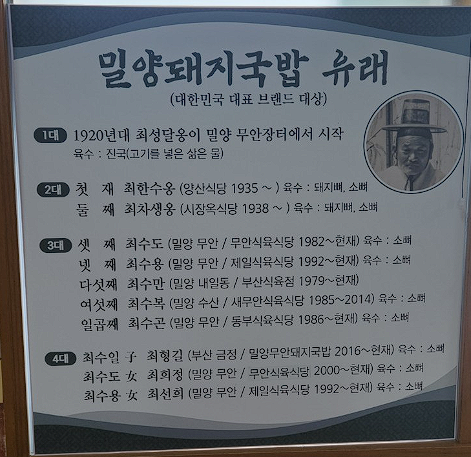 밀양돼지국밥 유래
(대한민국 대표 브랜드 대상)
1대 1920년대 최성달옹이 밀양 무안장터에서 시작
육수 : 진국(고기를 넣은 삶은 물)
2대 첫 째 최한수옹 (양산식당 1935 ~ ) 육수 : 돼지뼈, 소뼈
둘 째 최차생옹 (시장옥식당 1938 ~ ) 육수 : 돼지뼈, 소뼈
3대 셋 째 최수도 (밀양 무안 / 무안식육식당 1982~현재) 육수 : 소뼈
넷 째 최수용 (밀양 무안 / 제일식육식당 1992~현재) 육수 : 소뼈
다섯째 최수만 (밀양 내일동 / 부산식육점 1979~현재)
여섯째 최수복 (밀양 수산 / 새무안식육식당 1985~2014) 육수 : 소뼈
일곱째 최수곤 (밀양 무안 / 동부식육식당 1986~현재) 육수 : 소뼈
4대 최수일 子 최형길 (부산 금정 / 밀양무안돼지국밥 2016~현재) 육수 : 소뼈
최수도 女 최희정 (밀양 무안 / 무안식육식당 2000~현재) 육수 : 소뼈
최수용 女 최선희 (밀양 무안 / 제일식육식당 1992~현재) 육수 : 소뼈